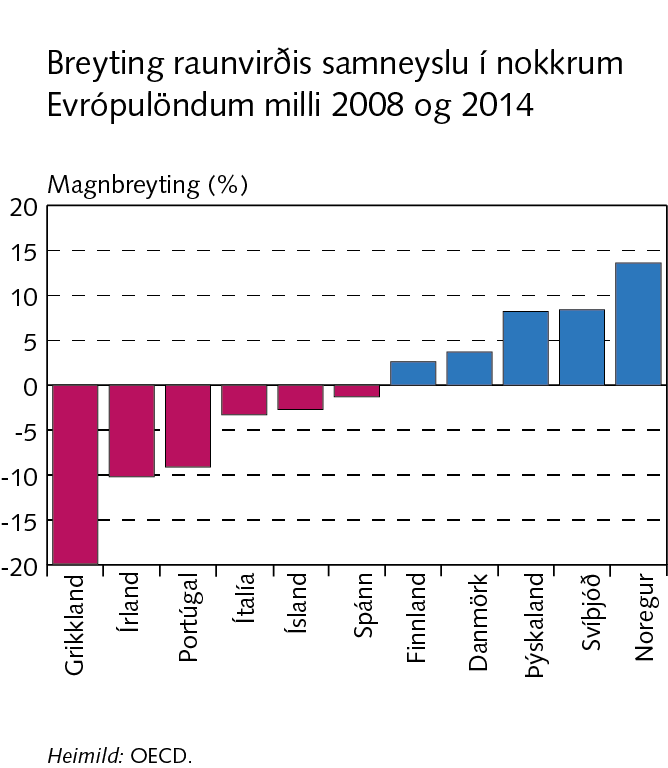 Breyting raunvirðis samneyslu í nokkrum
Evrópulöndum milli 2008 og 2014
Magnbreyting (%)
20
15
10
5
0
-5
-10
-15
-20
Grikkland
Írland
Portúgal
Ítalía
Ísland
Spánn
Finnland
Danmörk
Þýskaland
Svíþjóð
Noregur
Heimild: OECD.